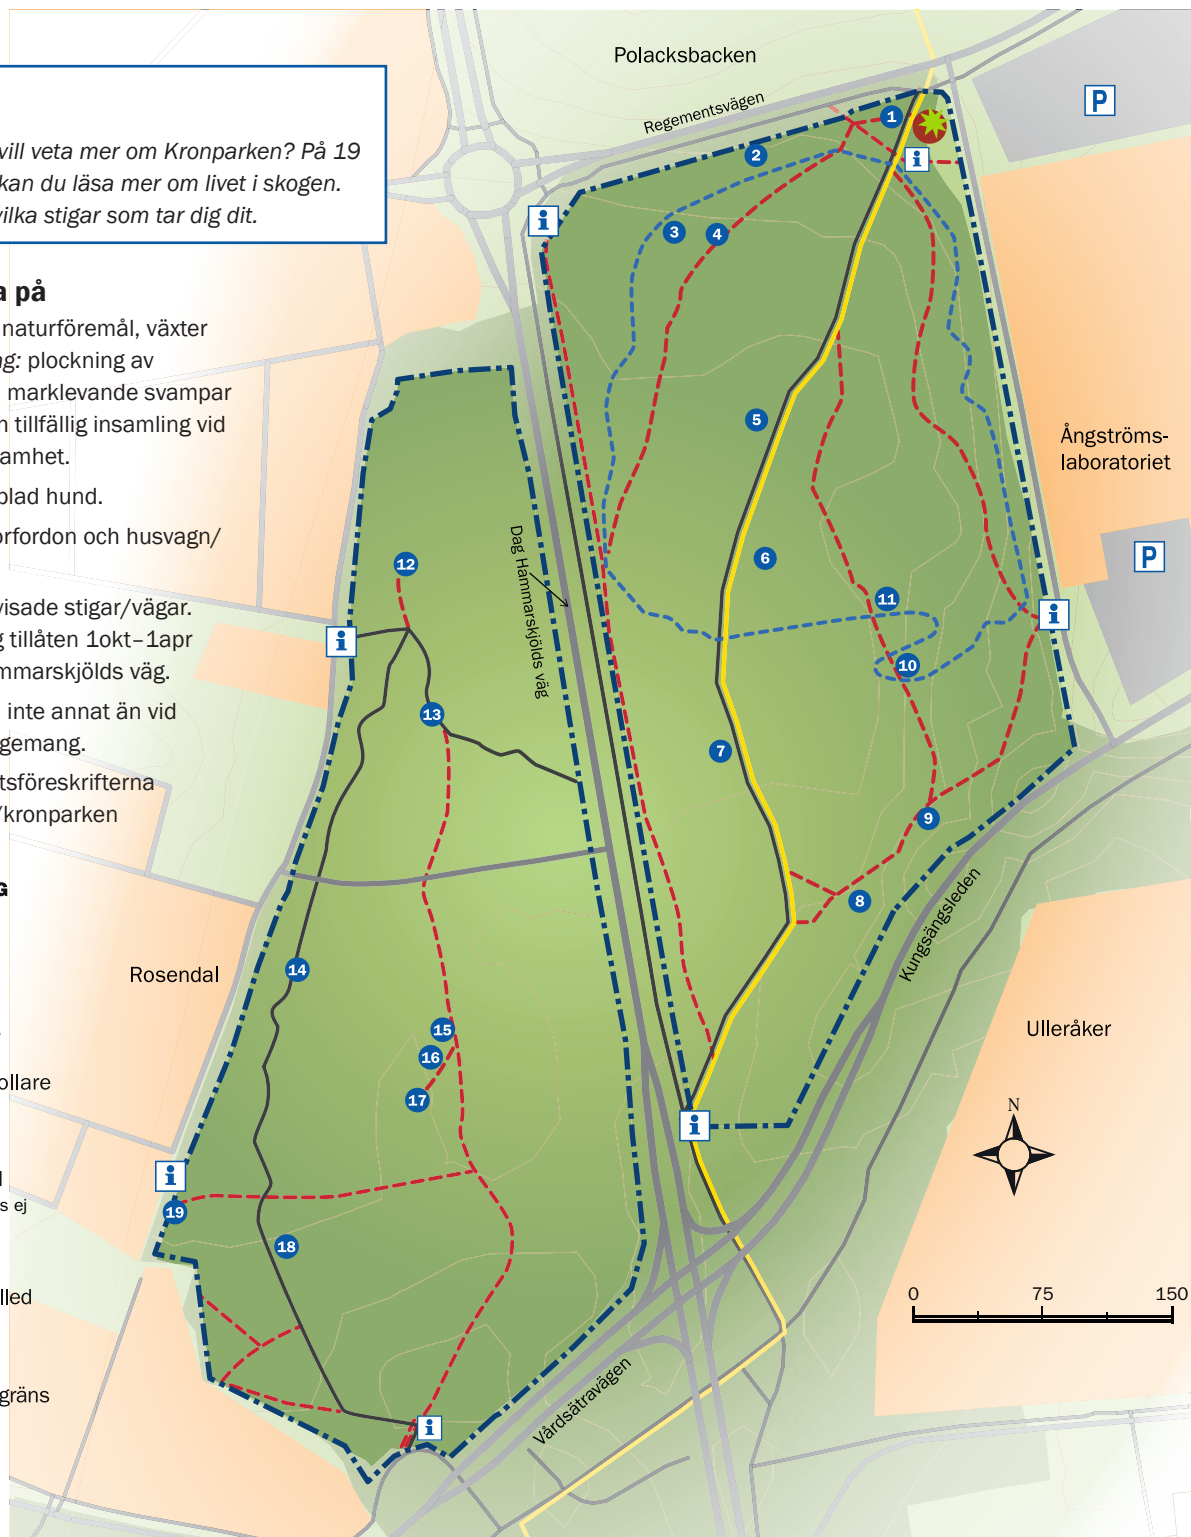 vill veta mer om Kronparken? På 19
kan du läsa mer om livet i skogen.
vilka stigar som tar dig dit.
a på
naturföremål, växter
g: plockning av
marklevande svampar
n tillfällig insamling vid
amhet.
plad hund.
orfordon och husvagn/
visade stigar/vägar.
g tillåten 1okt–1apr
mmarskjölds väg.
inte annat än vid
gemang.
tsföreskrifterna
/kronparken
G
ollare
s ej
lled
gräns
Polacksbacken
Regementsvägen
P
i
1
2
3
4
i
5
Ångströms-
laboratoriet
Dag Hammarskjölds väg
6
P
12
i
11
i
10
13
7
9
8
Kungsängsleden
Rosendal
14
15
16
17
Ulleråker
N
i
i
19
18
0 75 150
Vårdsätravägen
i